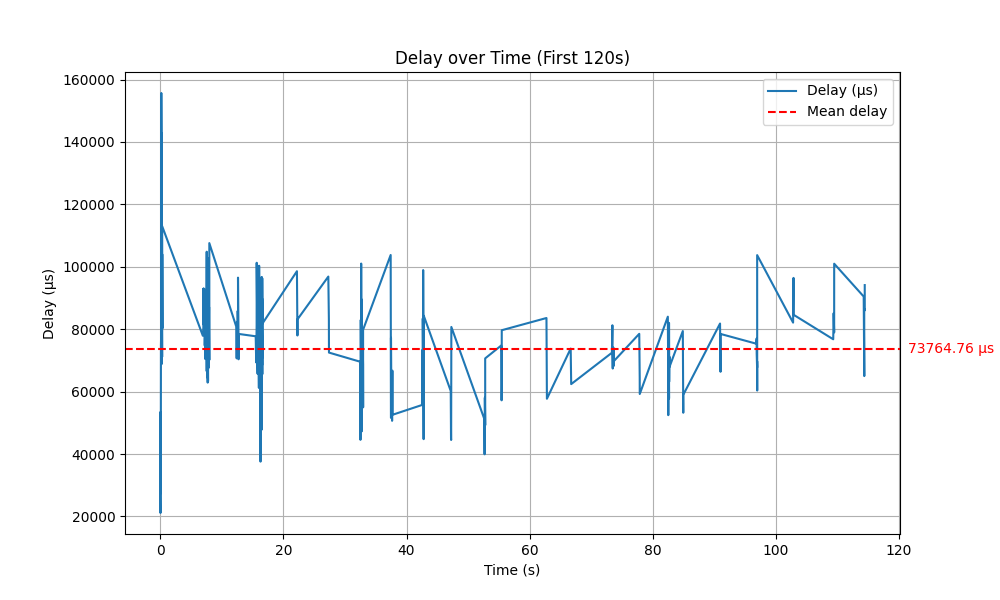 Delay over Time (First 120s)
Delay (µs)
Mean delay
160000
140000
120000
100000
80000
60000
40000
20000
Delay (µs)
73764.76 µs
0 20 40 60 80 100 120
Time (s)